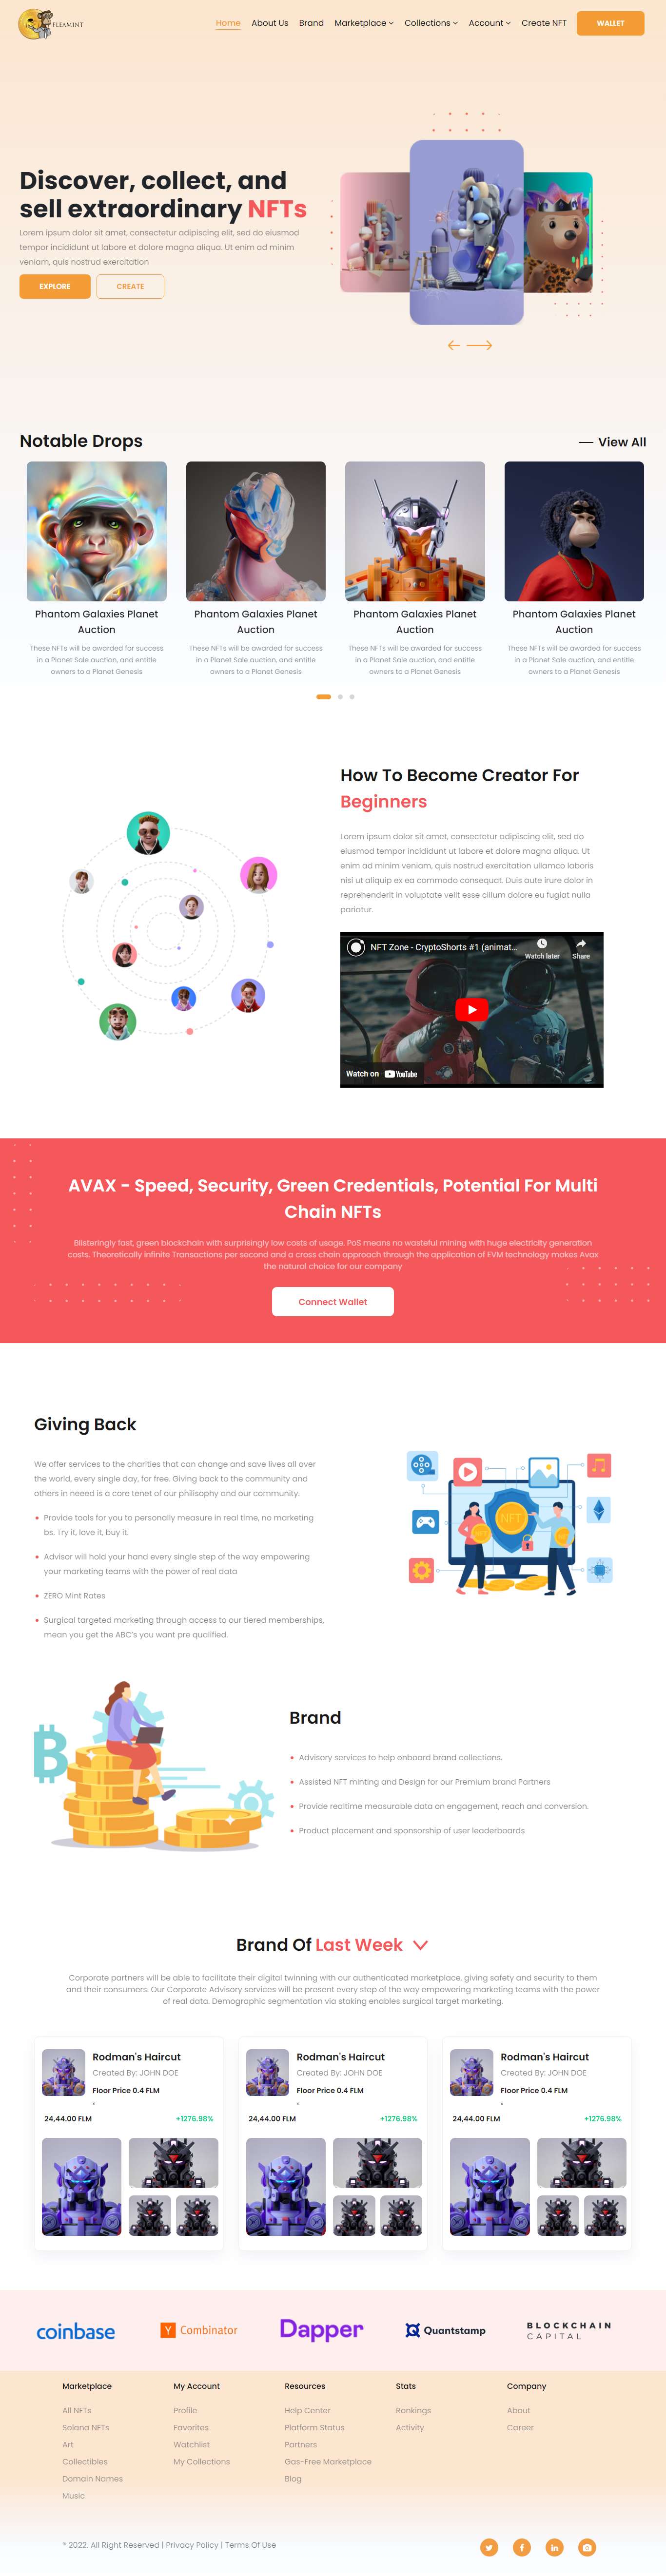 FLEAMINT
Home About Us Brand Marketplace Collections Account Create NFT WALLET
Discover, collect, and
sell extraordinary NFTs
Lorem ipsum dolor sit amet, consectetur adipiscing elit, sed do eiusmod
tempor incididunt ut labore et dolore magna aliqua. Ut enim ad minim
veniam, quis nostrud exercitation
EXPLORE CREATE
Notable Drops View All
Phantom Galaxies Planet
Auction
These NFTs will be awarded for success
in a Planet Sale auction, and entitle
owners to a Planet Genesis
Phantom Galaxies Planet
Auction
These NFTs will be awarded for success
in a Planet Sale auction, and entitle
owners to a Planet Genesis
Phantom Galaxies Planet
Auction
These NFTs will be awarded for success
in a Planet Sale auction, and entitle
owners to a Planet Genesis
Phantom Galaxies Planet
Auction
These NFTs will be awarded for success
in a Planet Sale auction, and entitle
owners to a Planet Genesis
How To Become Creator For
Beginners
Lorem ipsum dolor sit amet, consectetur adipiscing elit, sed do
eiusmod tempor incididunt ut labore et dolore magna aliqua. Ut
enim ad minim veniam, quis nostrud exercitation ullamco laboris
nisi ut aliquip ex ea commodo consequat. Duis aute irure dolor in
reprehenderit in voluptate velit esse cillum dolore eu fugiat nulla
pariatur.
NFT Zone - CryptoShorts #1 (animat...
Watch later Share
Watch on YouTube
AVAX - Speed, Security, Green Credentials, Potential For Multi
Chain NFTs
Blisteringly fast, green blockchain with surprisingly low costs of usage. PoS means no wasteful mining with huge electricity generation
costs. Theoretically infinite Transactions per second and a cross chain approach through the application of EVM technology makes Avax
the natural choice for our company
Connect Wallet
Giving Back
We offer services to the charities that can change and save lives all over
the world, every single day, for free. Giving back to the community and
others in neeed is a core tenet of our philisophy and our community.
Provide tools for you to personally measure in real time, no marketing
bs. Try it, love it, buy it.
Advisor will hold your hand every single step of the way empowering
your marketing teams with the power of real data
ZERO Mint Rates
Surgical targeted marketing through access to our tiered memberships,
mean you get the ABC's you want pre qualified.
NFT
Brand
Advisory services to help onboard brand collections.
Assisted NFT minting and Design for our Premium brand Partners
Provide realtime measurable data on engagement, reach and conversion.
Product placement and sponsorship of user leaderboards
Brand Of Last Week
Corporate partners will be able to facilitate their digital twinning with our authenticated marketplace, giving safety and security to them
and their consumers. Our Corporate Advisory services will be present every step of the way empowering marketing teams with the power
of real data. Demographic segmentation via staking enables surgical target marketing.
Rodman's Haircut
Created By: JOHN DOE
Floor Price 0.4 FLM
24,44.00 FLM +1276.98%
Rodman's Haircut
Created By: JOHN DOE
Floor Price 0.4 FLM
24,44.00 FLM +1276.98%
Rodman's Haircut
Created By: JOHN DOE
Floor Price 0.4 FLM
24,44.00 FLM +1276.98%
coinbase
Y Combinator
Dapper
Quantstamp
BLOCKCHAIN
CAPITAL
Marketplace
All NFTs
Solana NFTs
Art
Collectibles
Domain Names
Music
My Account
Profile
Favorites
Watchlist
My Collections
Resources
Help Center
Platform Status
Partners
Gas-Free Marketplace
Blog
Stats
Rankings
Activity
Company
About
Career
* 2022. All Right Reserved | Privacy Policy | Terms Of Use